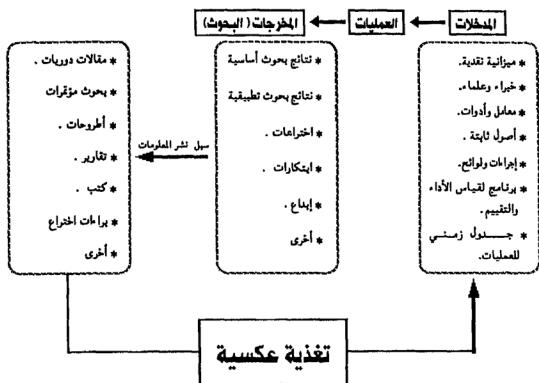 المدخلات
العمليات
المخرجات (البحوث)
* ميزانية نقدية.
* خبراء وعلماء.
* معامل وأدوات.
* أصول ثابتة .
* إجراءات ولوائح.
* برنامج لقياس الأداء
والتقييم .
* جـــدول زمـــني
للعمليات.
* نتائج بحوث أساسية
* نتائج بحوث تطبيقية
* اختراعات .
* ابتكارات .
* إبداع .
* أخرى
سبل نشر المعلومات
* مقالات دوريات .
* بحوث مؤتمرات
* أطروحات .
* تقارير .
* كتب .
* براءات اختراع
* أخرى
تغذية عكسية